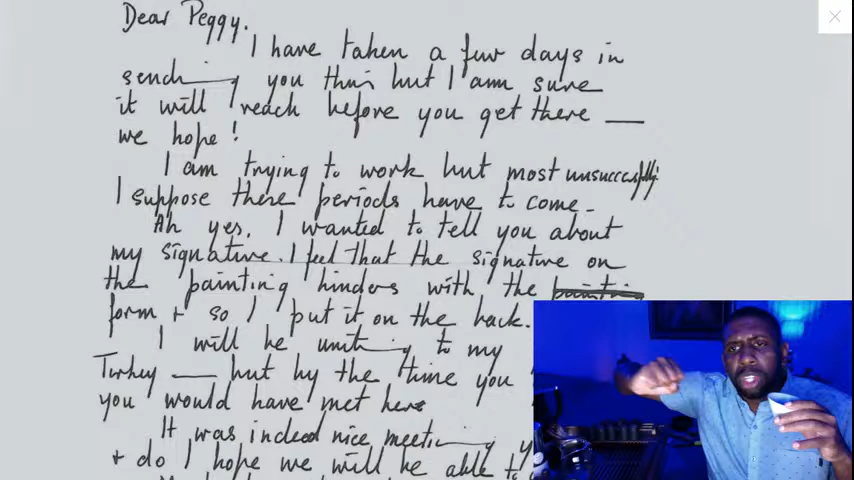 Dear Peggy.
I have taken a few days in
sending you this but I am sure
it will reach before you get there —
we hope!
I am trying to work but most unsuccessfully
I suppose these periods have to come –
Ah yes, I wanted to tell you about
my signature. I feel that the signature on
the painting hinders with the
form + so I put it on the back.
I will be writing to my
Turkey — but by the time you
you would have met her
It was indeed nice meeting
+ do I hope we will be able to